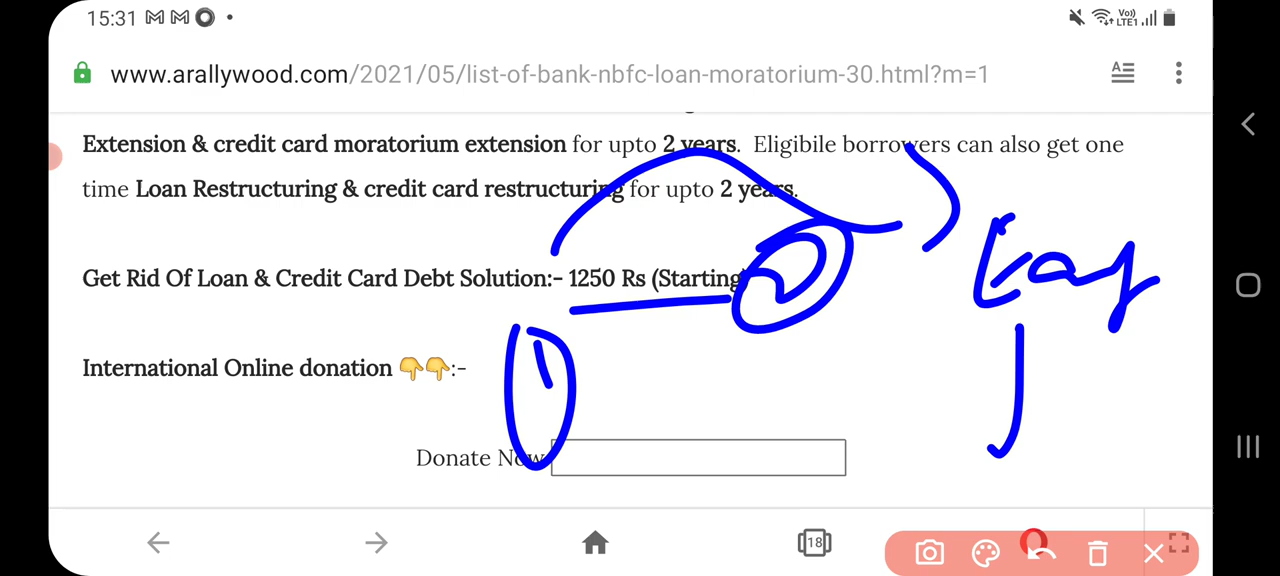 15:31
Vo))
LTE1
www.arallywood.com/2021/05/list-of-bank-nbfc-loan-moratorium-30.html?m=1
Extension & credit card moratorium extension for upto 2 years. Eligibile borrowers can also get one
time Loan Restructuring & credit card restructuring for upto 2 years.
Get Rid Of Loan & Credit Card Debt Solution:- 1250 Rs (Starting)
International Online donation 👇👇:-
Donate Now
18